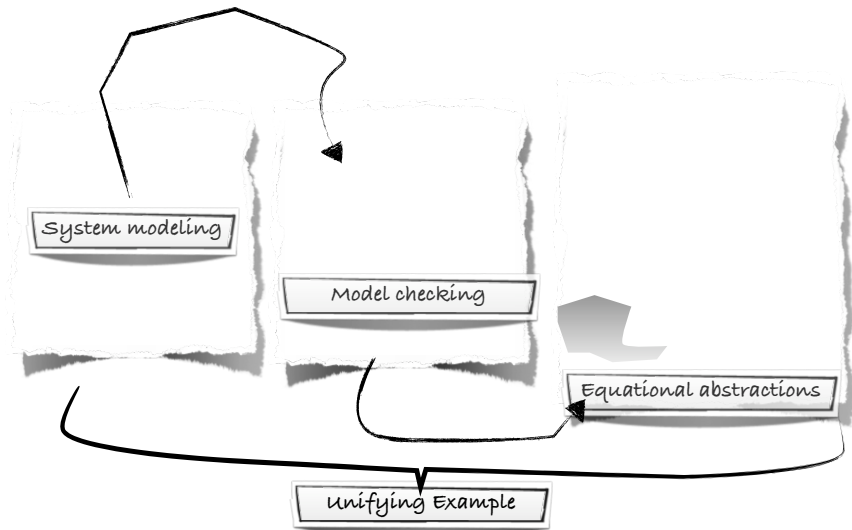 System modeling
Model checking
Equational abstractions
Unifying Example